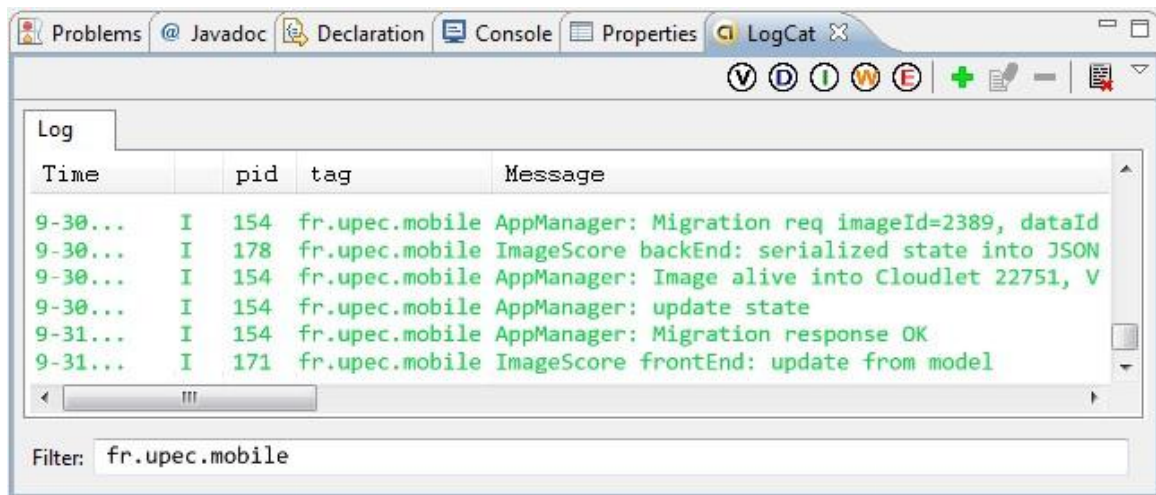 Problems @ Javadoc Declaration Console Properties LogCat
V D I W E
Log
Time pid tag Message
9-30... I 154 fr.upec.mobile AppManager: Migration req imageId=2389, dataId
9-30... I 178 fr.upec.mobile ImageScore backEnd: serialized state into JSON
9-30... I 154 fr.upec.mobile AppManager: Image alive into Cloudlet 22751, V
9-30... I 154 fr.upec.mobile AppManager: update state
9-31... I 154 fr.upec.mobile AppManager: Migration response OK
9-31... I 171 fr.upec.mobile ImageScore frontEnd: update from model
Filter: fr.upec.mobile